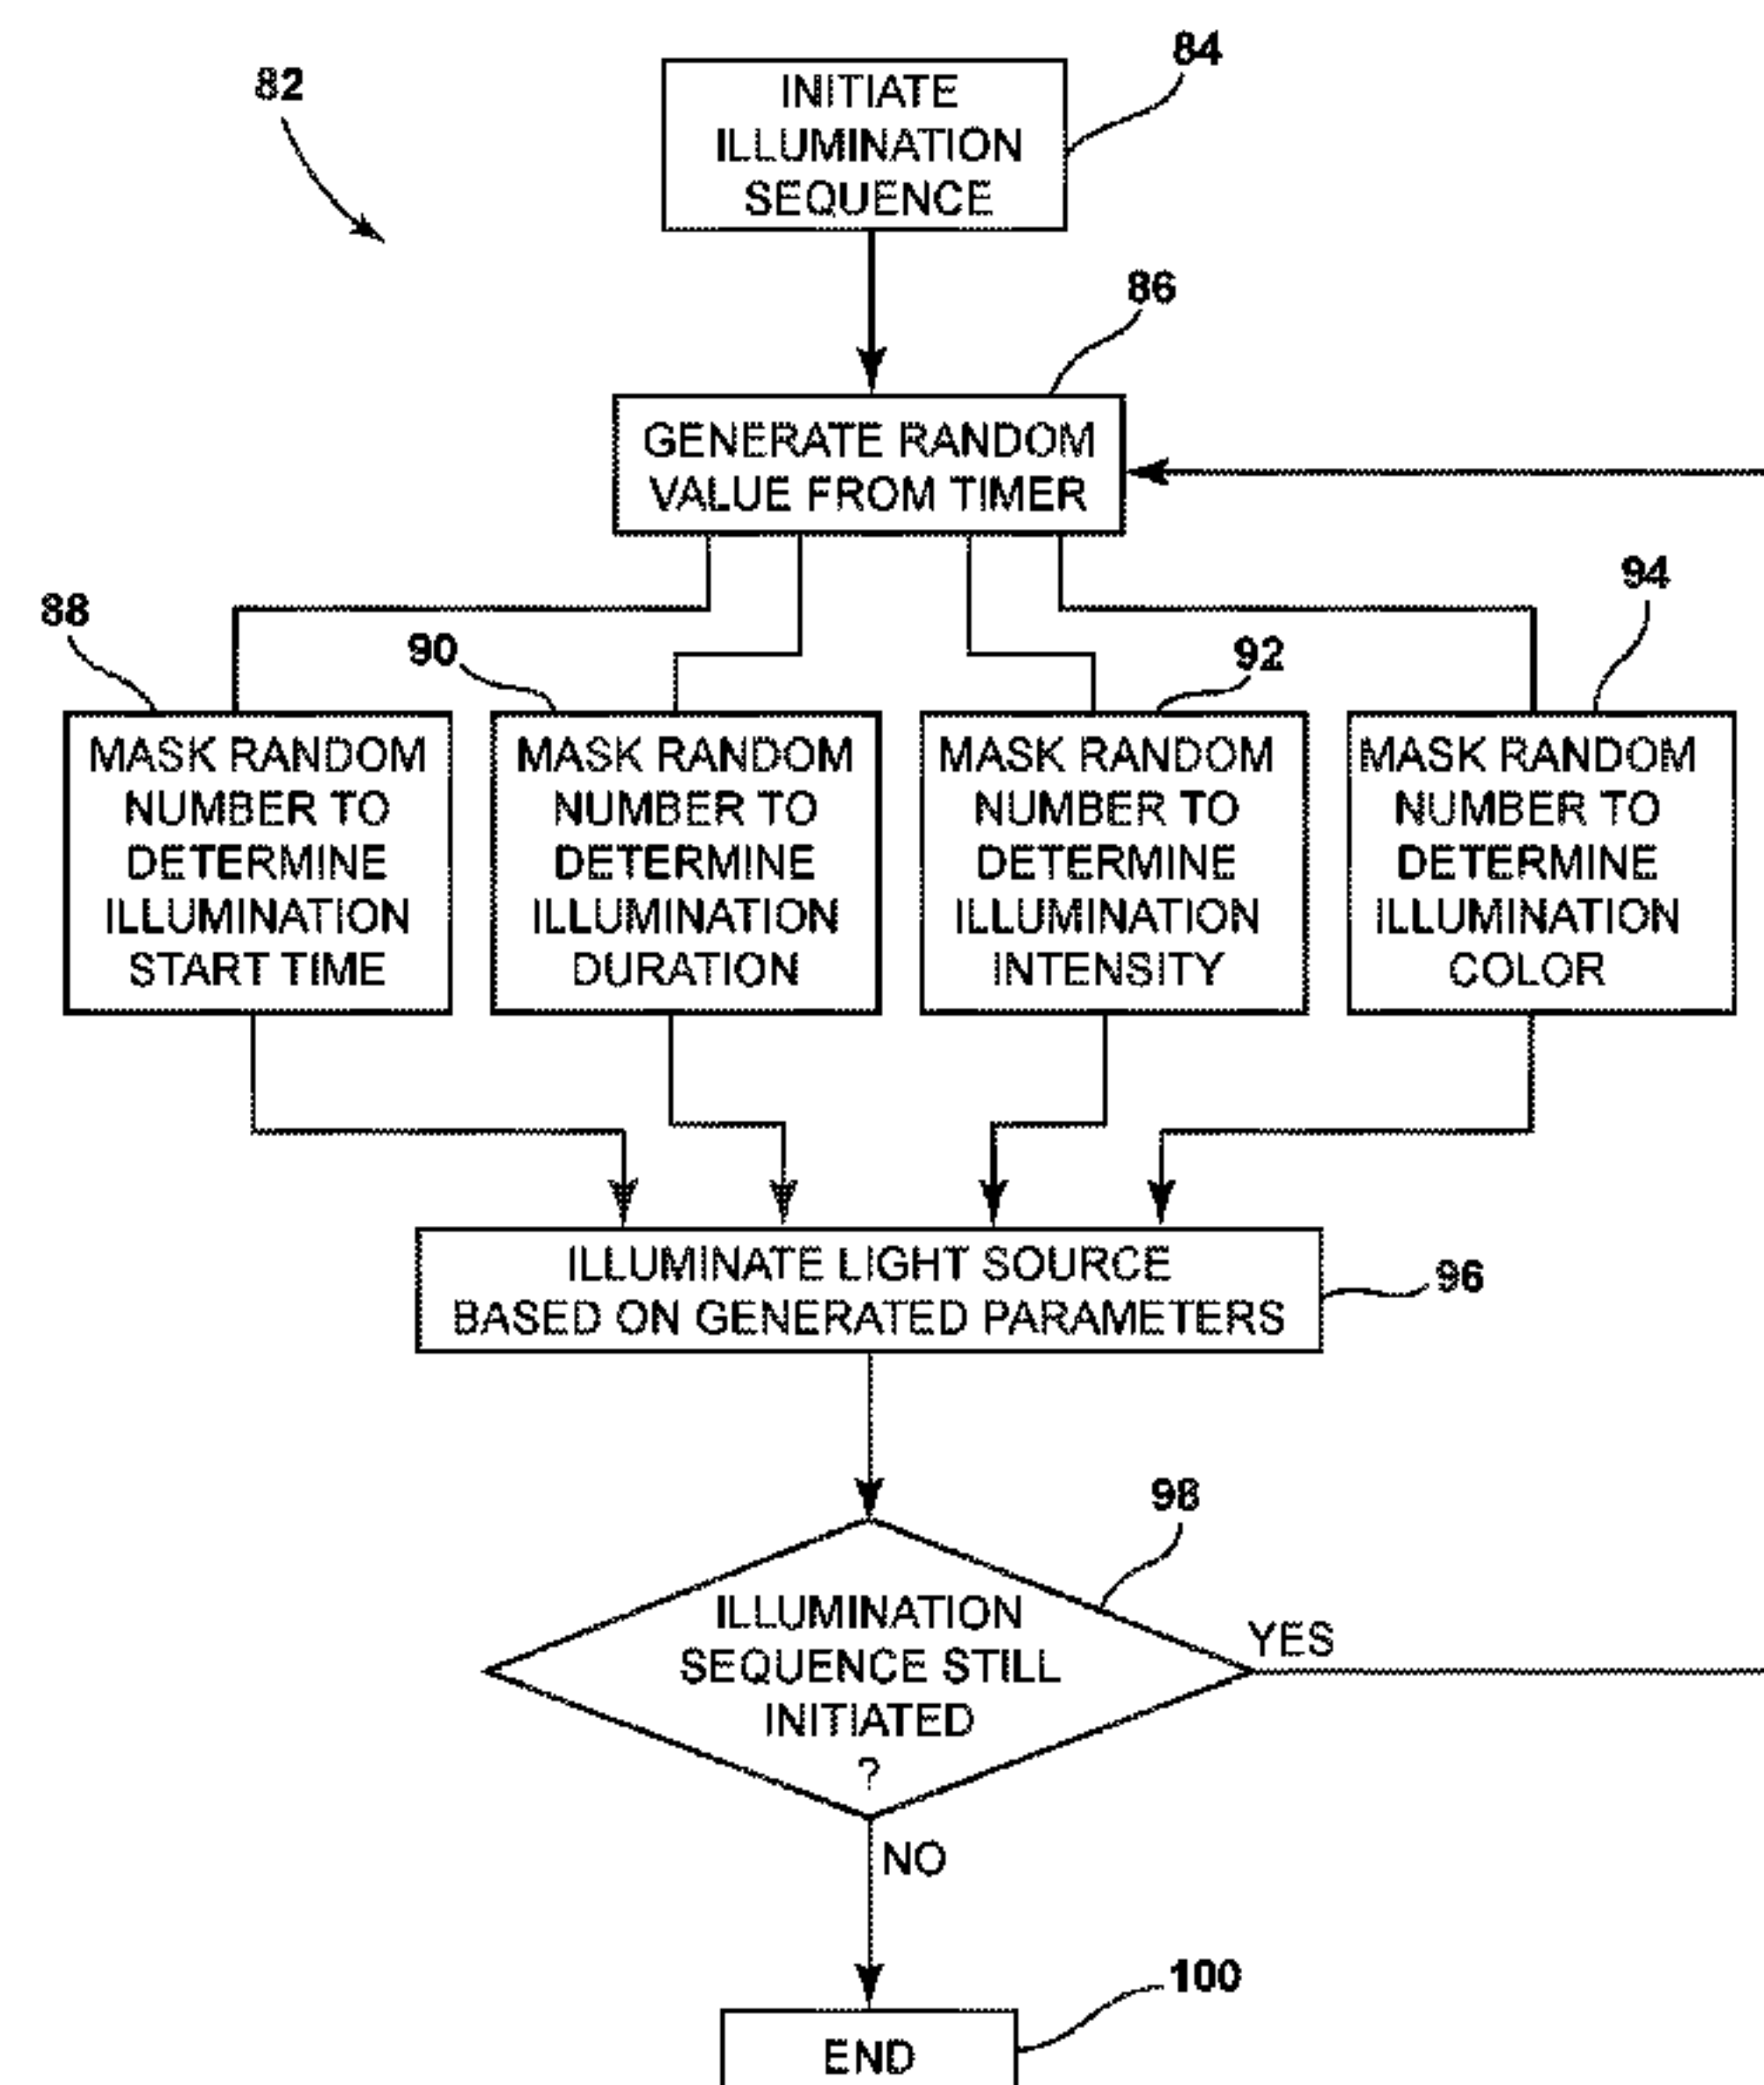 82
84
INITIATE
ILLUMINATION
SEQUENCE
86
GENERATE RANDOM
VALUE FROM TIMER
88
90
92
94
MASK RANDOM
NUMBER TO
DETERMINE
ILLUMINATION
START TIME
MASK RANDOM
NUMBER TO
DETERMINE
ILLUMINATION
DURATION
MASK RANDOM
NUMBER TO
DETERMINE
ILLUMINATION
INTENSITY
MASK RANDOM
NUMBER TO
DETERMINE
ILLUMINATION
COLOR
ILLUMINATE LIGHT SOURCE
BASED ON GENERATED PARAMETERS
96
98
ILLUMINATION
SEQUENCE STILL
INITIATED
?
YES
NO
100
END